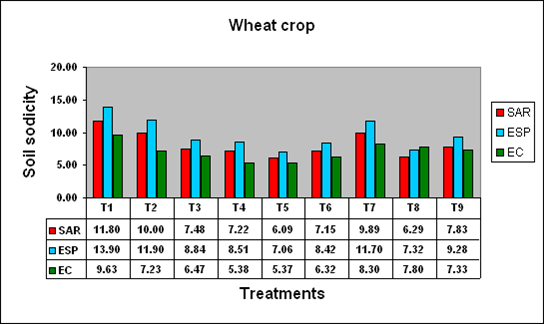 Wheat crop
Soil sodicity
20.00
15.00
10.00
5.00
0.00
SAR
ESP
EC
T1 T2 T3 T4 T5 T6 T7 T8 T9
SAR 11.80 10.00 7.48 7.22 6.09 7.15 9.89 6.29 7.83
ESP 13.90 11.90 8.84 8.51 7.06 8.42 11.70 7.32 9.28
EC 9.63 7.23 6.47 5.38 5.37 6.32 8.30 7.80 7.33
Treatments